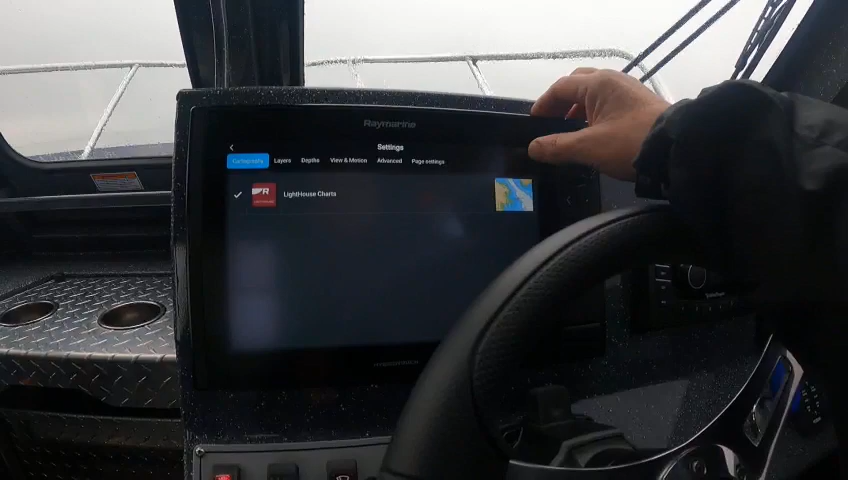 Raymarine
Settings
Cartography Layers Depths View & Motion Advanced Page settings
LightHouse Charts